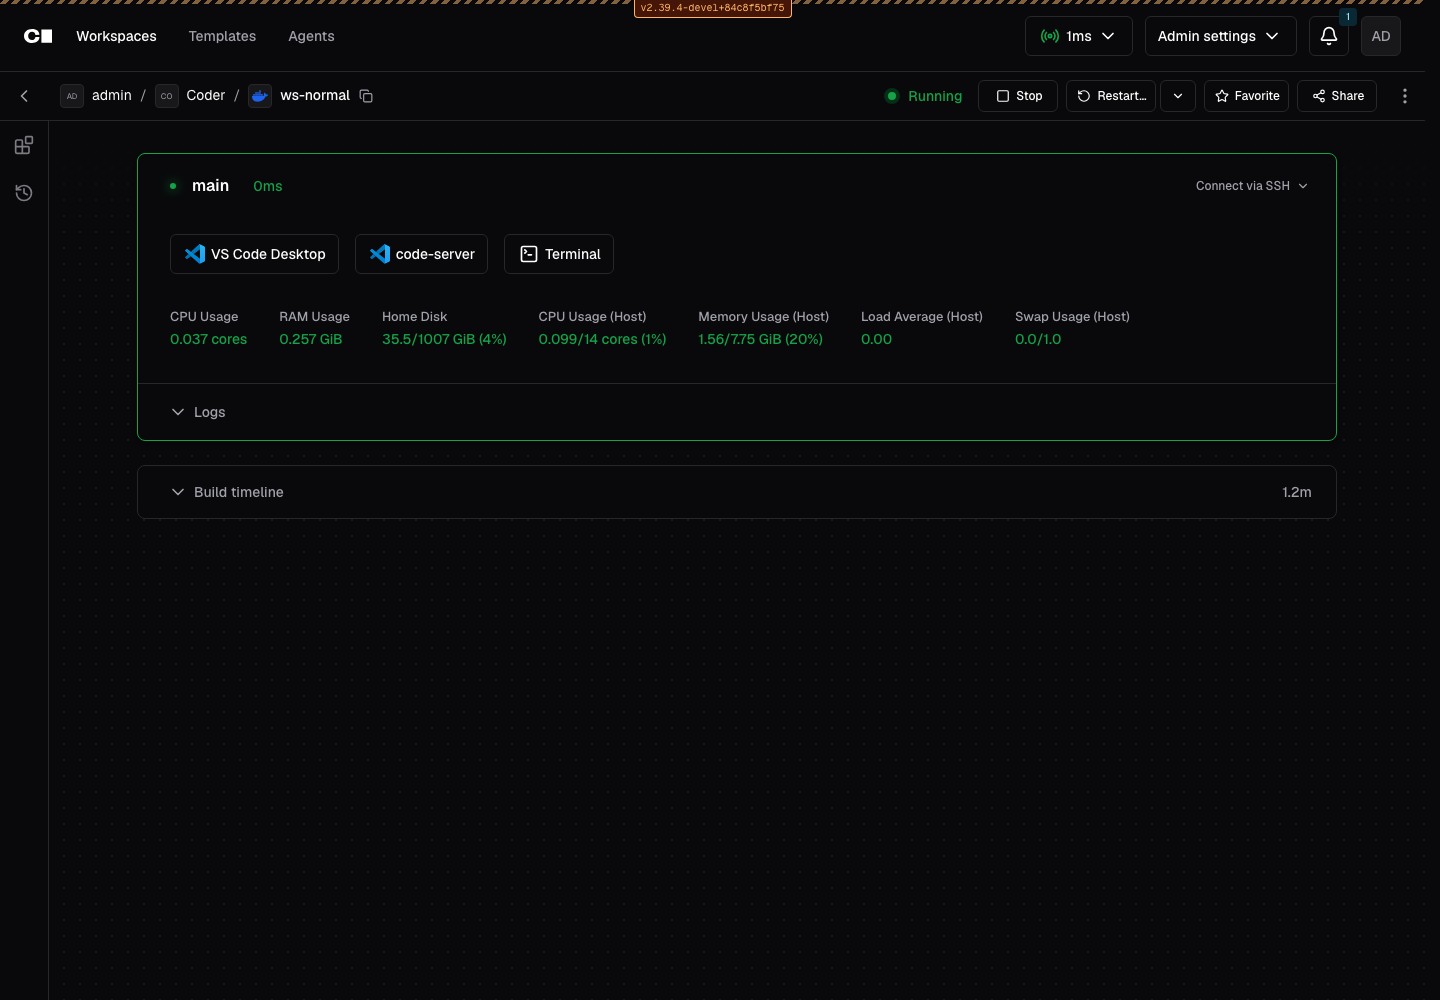 v2.39.4-devel+84c8f5bf75
Workspaces Templates Agents 1ms Admin settings 1 AD
AD admin / CO Coder / ws-normal Running Stop Restart... Favorite Share
main 0ms Connect via SSH
VS Code Desktop code-server Terminal
CPU Usage RAM Usage Home Disk CPU Usage (Host) Memory Usage (Host) Load Average (Host) Swap Usage (Host)
0.037 cores 0.257 GiB 35.5/1007 GiB (4%) 0.099/14 cores (1%) 1.56/7.75 GiB (20%) 0.00 0.0/1.0
Logs
Build timeline 1.2m